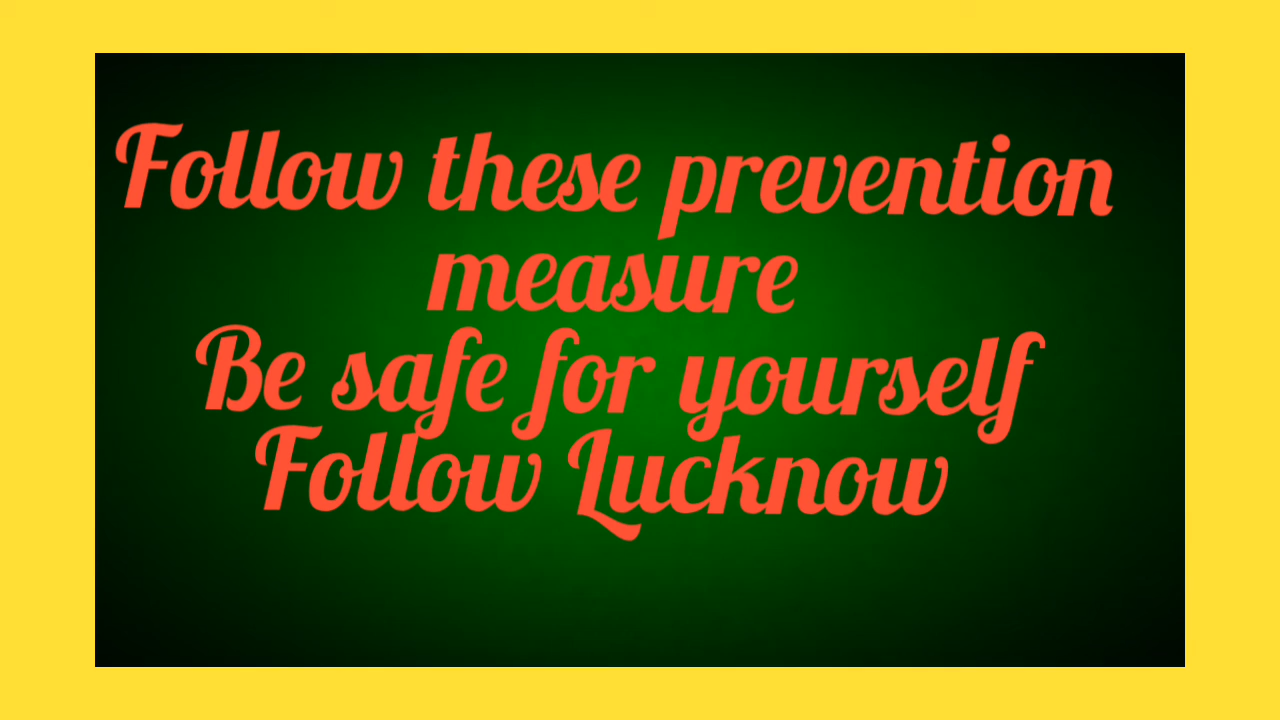 Follow these prevention
measure
Be safe for yourself
Follow Lucknow